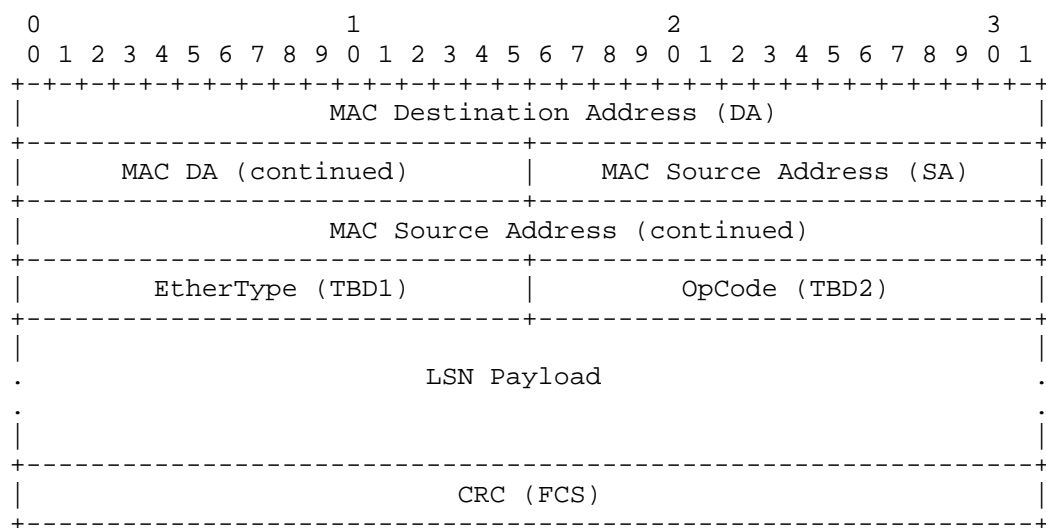 0                   1                   2                   3
0 1 2 3 4 5 6 7 8 9 0 1 2 3 4 5 6 7 8 9 0 1 2 3 4 5 6 7 8 9 0 1
+-+-+-+-+-+-+-+-+-+-+-+-+-+-+-+-+-+-+-+-+-+-+-+-+-+-+-+-+-+-+-+-+
| MAC Destination Address (DA) |
+-------------------------------+-------------------------------+
| MAC DA (continued) | MAC Source Address (SA) |
+-------------------------------+-------------------------------+
| MAC Source Address (continued) |
+-------------------------------+-------------------------------+
| EtherType (TBD1) | OpCode (TBD2) |
+-------------------------------+-------------------------------+
| |
. LSN Payload .
. .
| |
+---------------------------------------------------------------+
| CRC (FCS) |
+---------------------------------------------------------------+